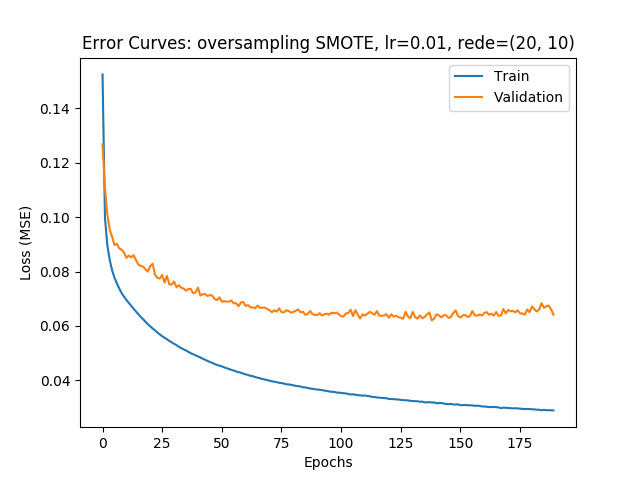 Error Curves: oversampling SMOTE, lr=0.01, rede=(20, 10)
Train
Validation
0.14
0.12
0.10
0.08
0.06
0.04
Loss (MSE)
0 25 50 75 100 125 150 175
Epochs